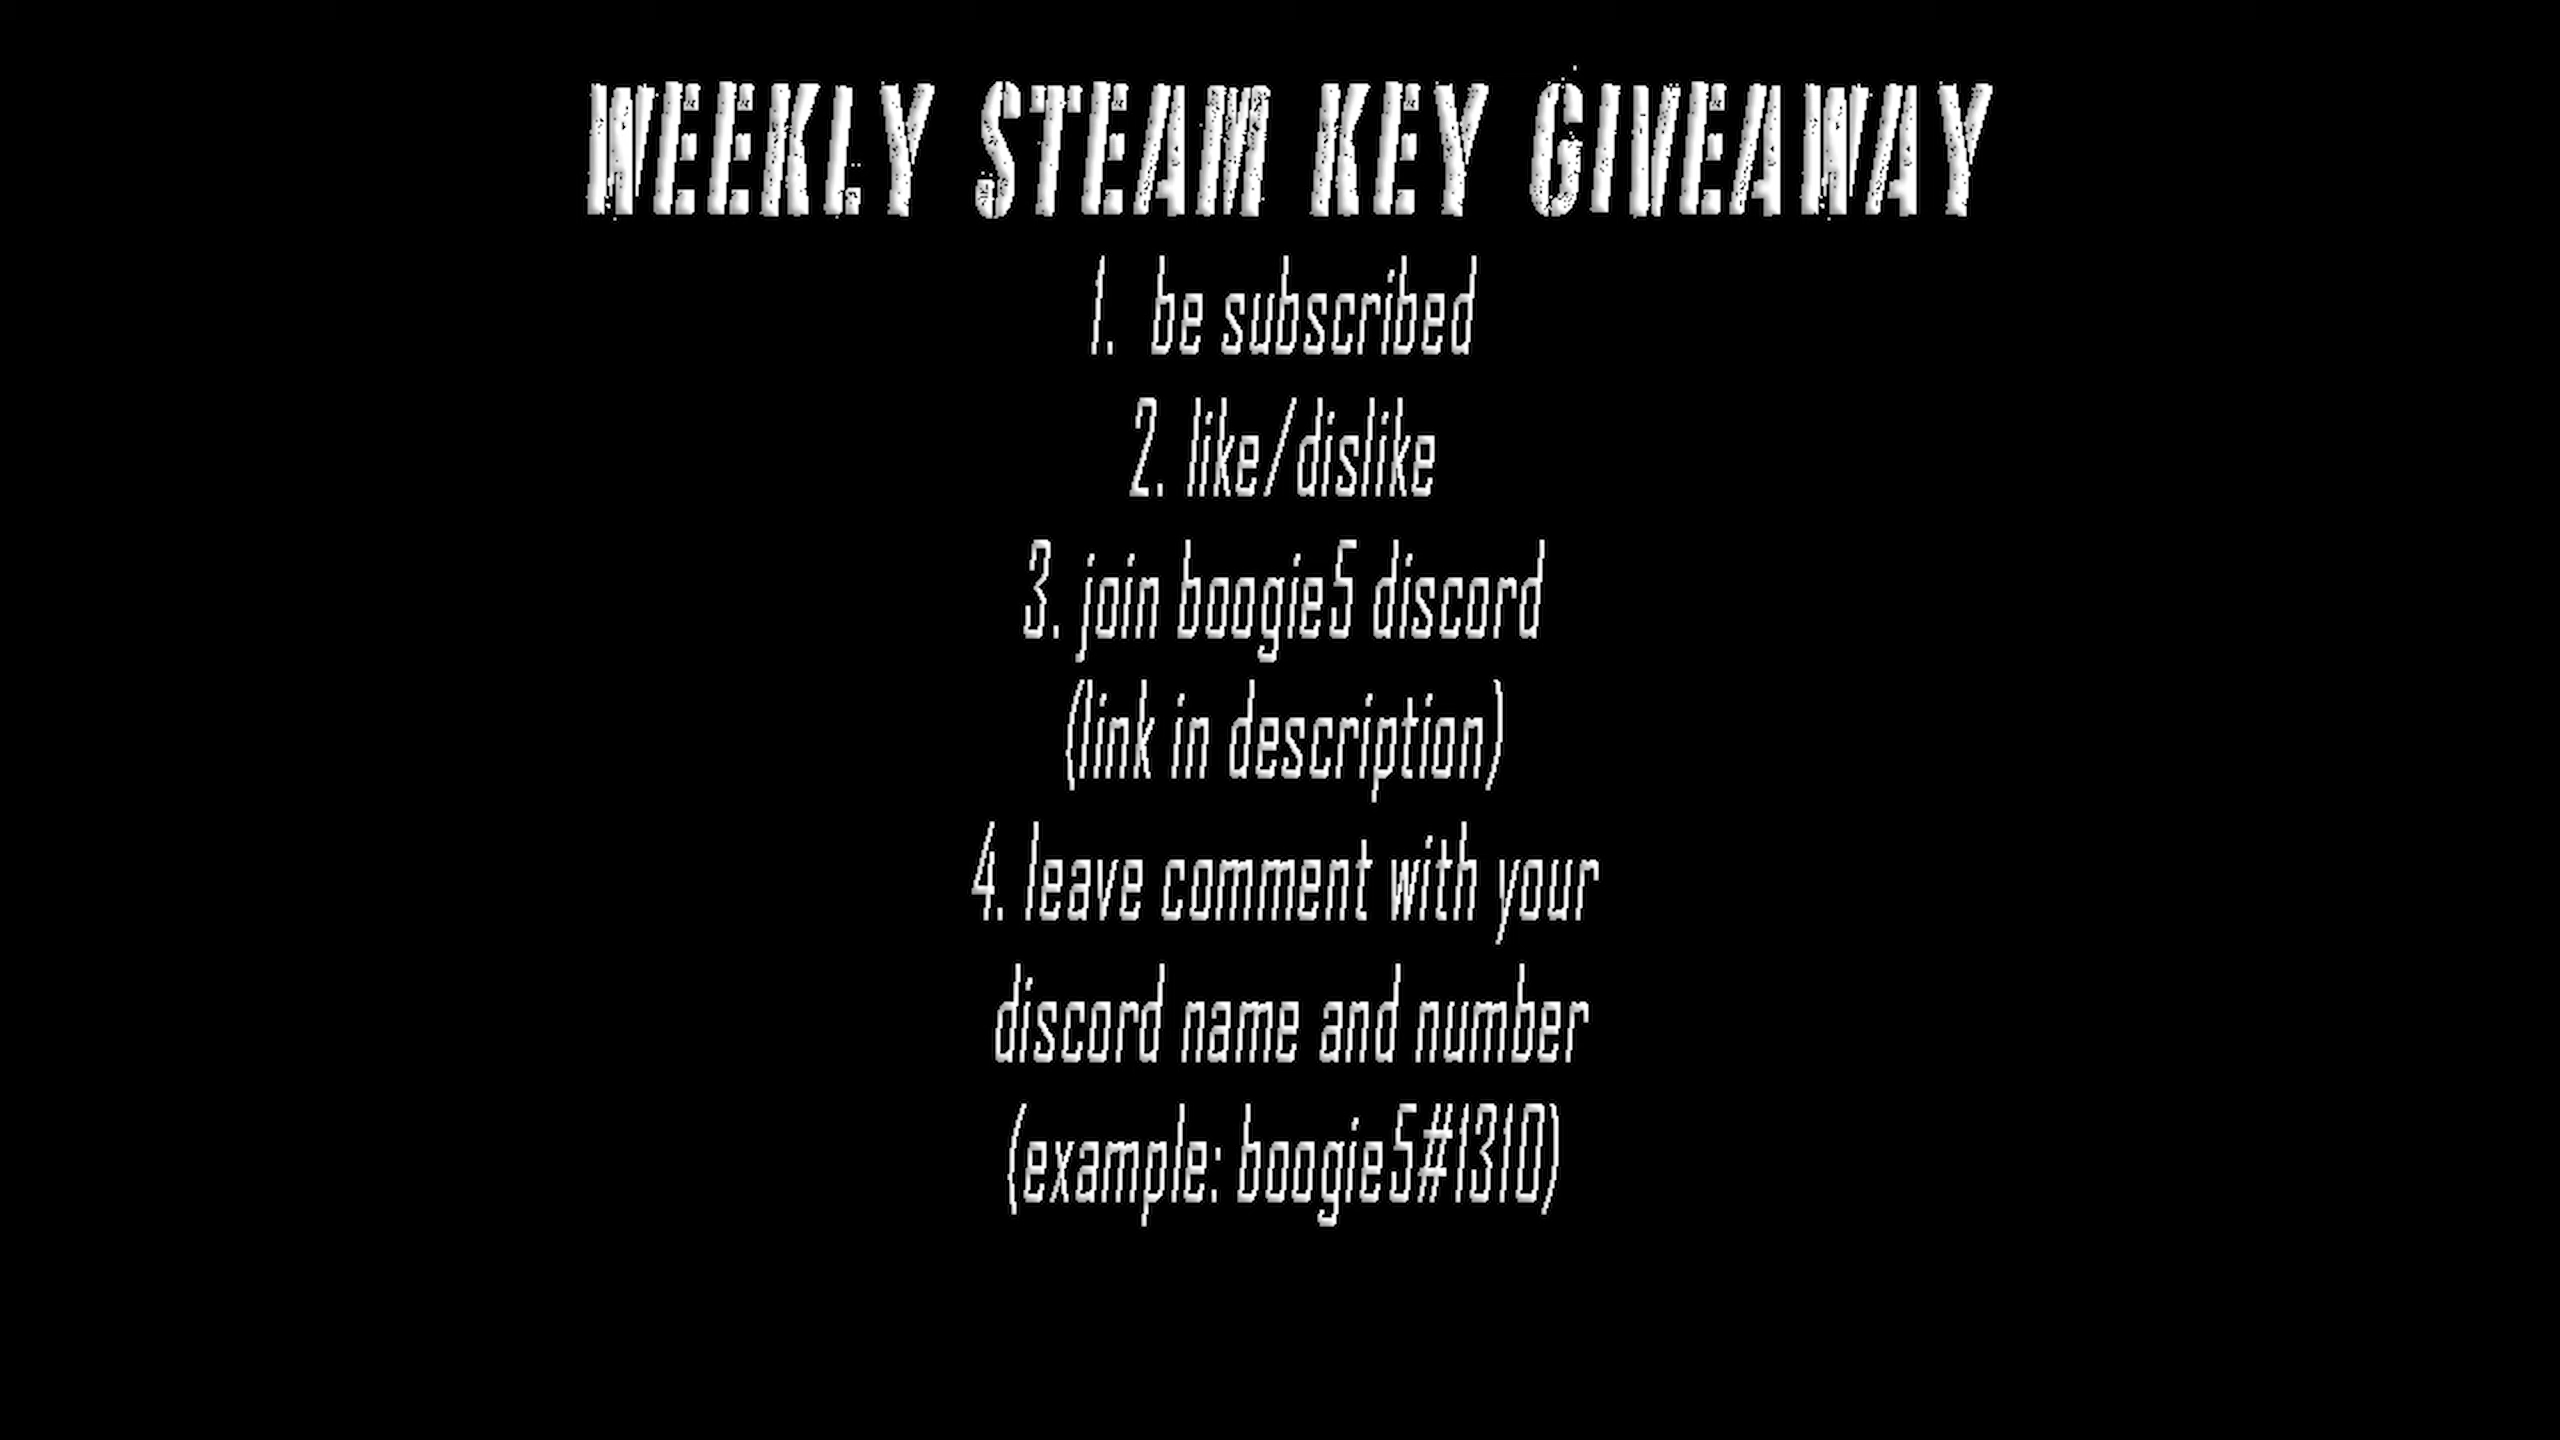 WEEKLY STEAM KEY GIVEAWAY
1. be subscribed
2. like/dislike
3. join boogie5 discord
(link in description)
4. leave comment with your
discord name and number
(example: boogie5#1310)